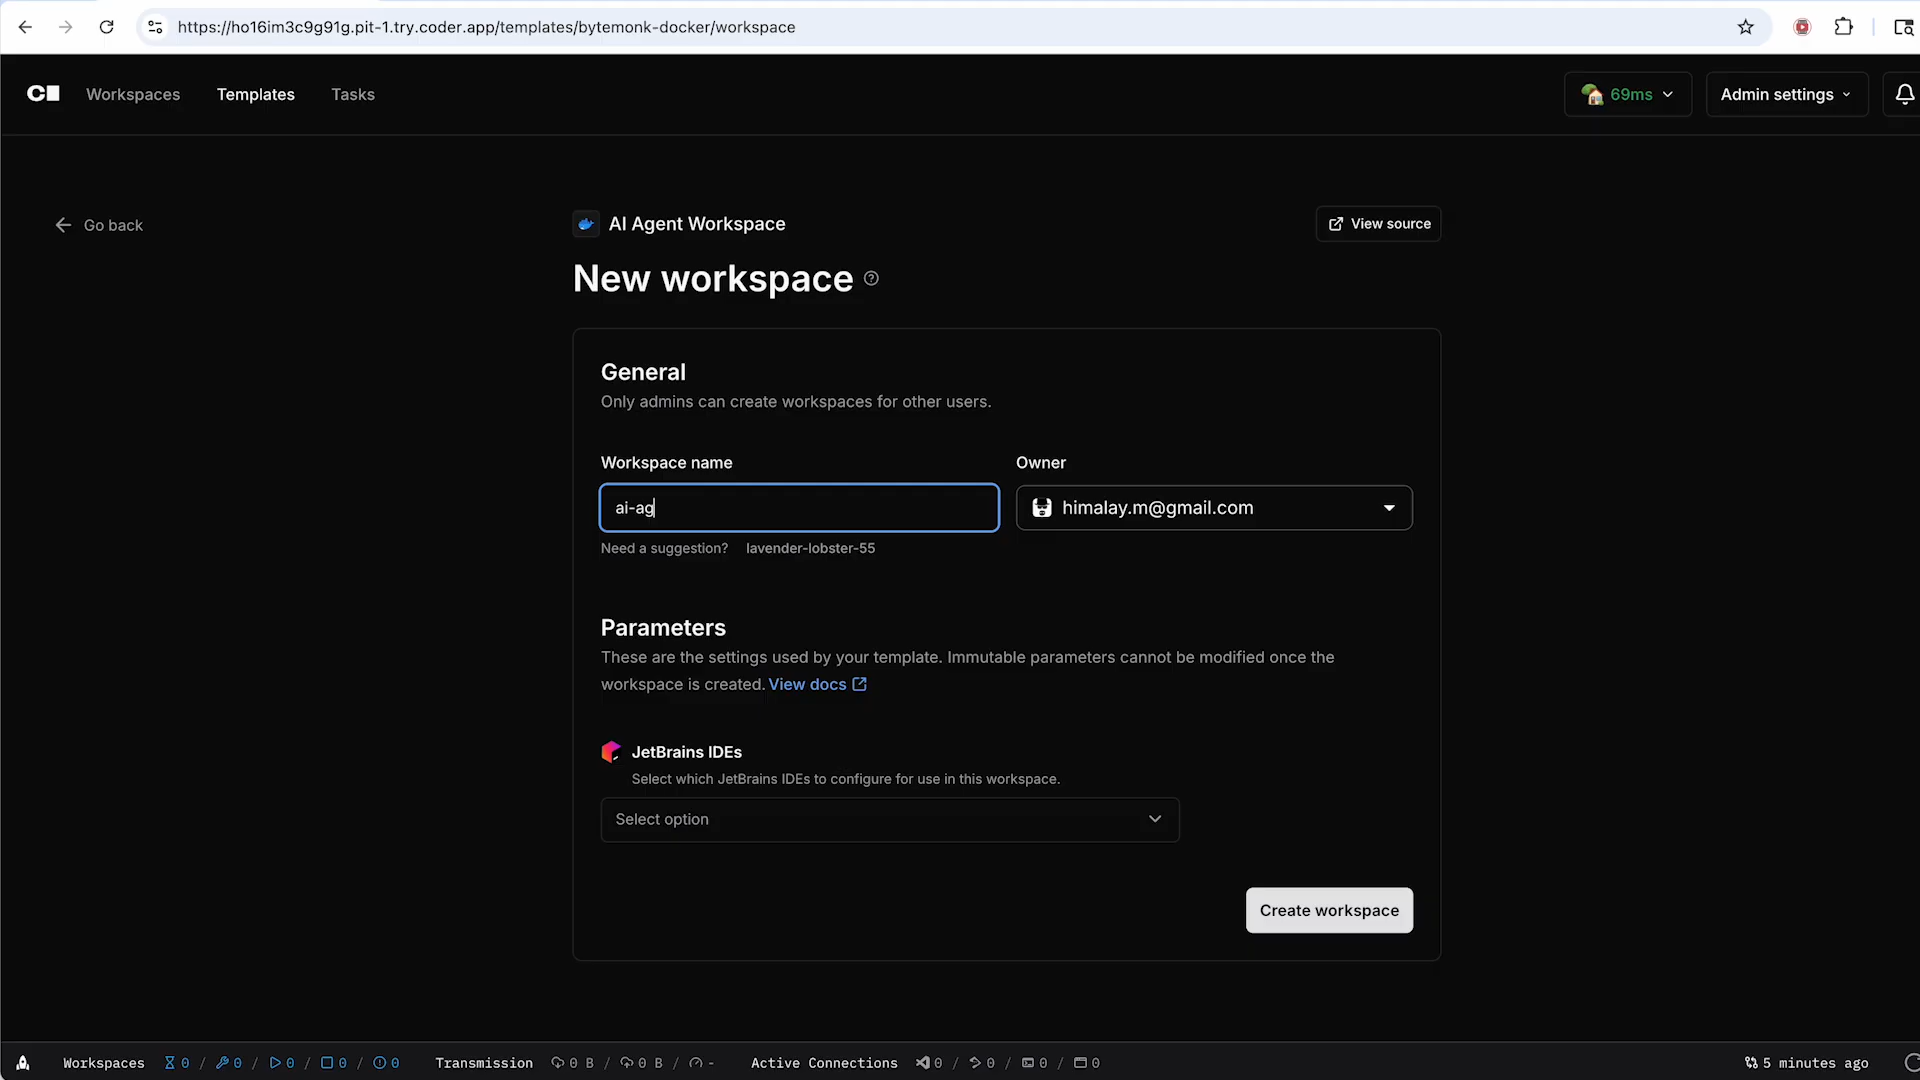 https://ho16im3c9g91g.pit-1.try.coder.app/templates/bytemonk-docker/workspace
Workspaces Templates Tasks 69ms Admin settings
Go back
AI Agent Workspace View source
New workspace
General
Only admins can create workspaces for other users.
Workspace name Owner
ai-ag himalay.m@gmail.com
Need a suggestion? lavender-lobster-55
Parameters
These are the settings used by your template. Immutable parameters cannot be modified once the
workspace is created. View docs
JetBrains IDEs
Select which JetBrains IDEs to configure for use in this workspace.
Select option
Create workspace
Workspaces 0 / 0 / 0 / 0 / 0 Transmission 0 B / 0 B / - Active Connections 0 / 0 / 0 / 0 5 minutes ago